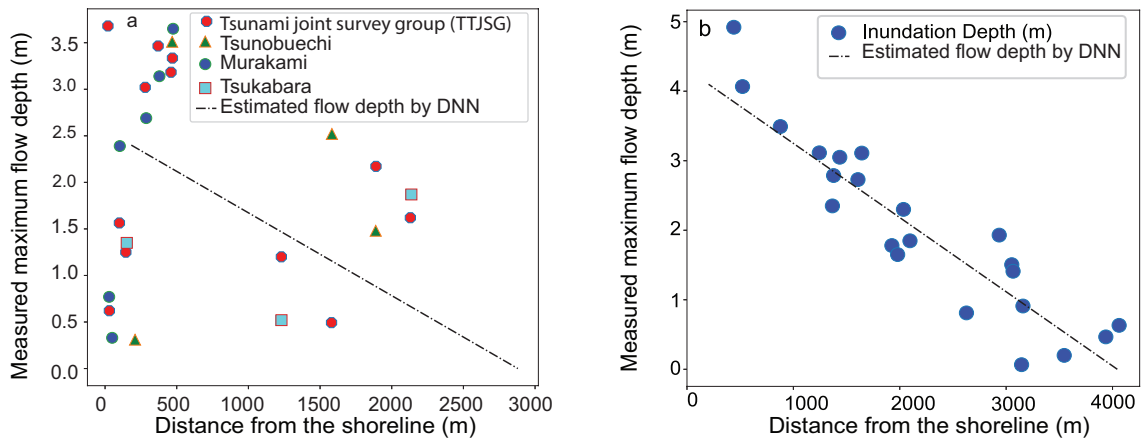 a
Tsunami joint survey group (TTJSG)
Tsunobuechi
Murakami
Tsukabara
Estimated flow depth by DNN
Measured maximum flow depth (m)
3.5
3.0
2.5
2.0
1.5
1.0
0.5
0.0
0 500 1000 1500 2000 2500 3000
Distance from the shoreline (m)
b
Inundation Depth (m)
Estimated flow depth by DNN
Measured maximum flow depth (m)
5
4
3
2
1
0
0 1000 2000 3000 4000
Distance from the shoreline (m)